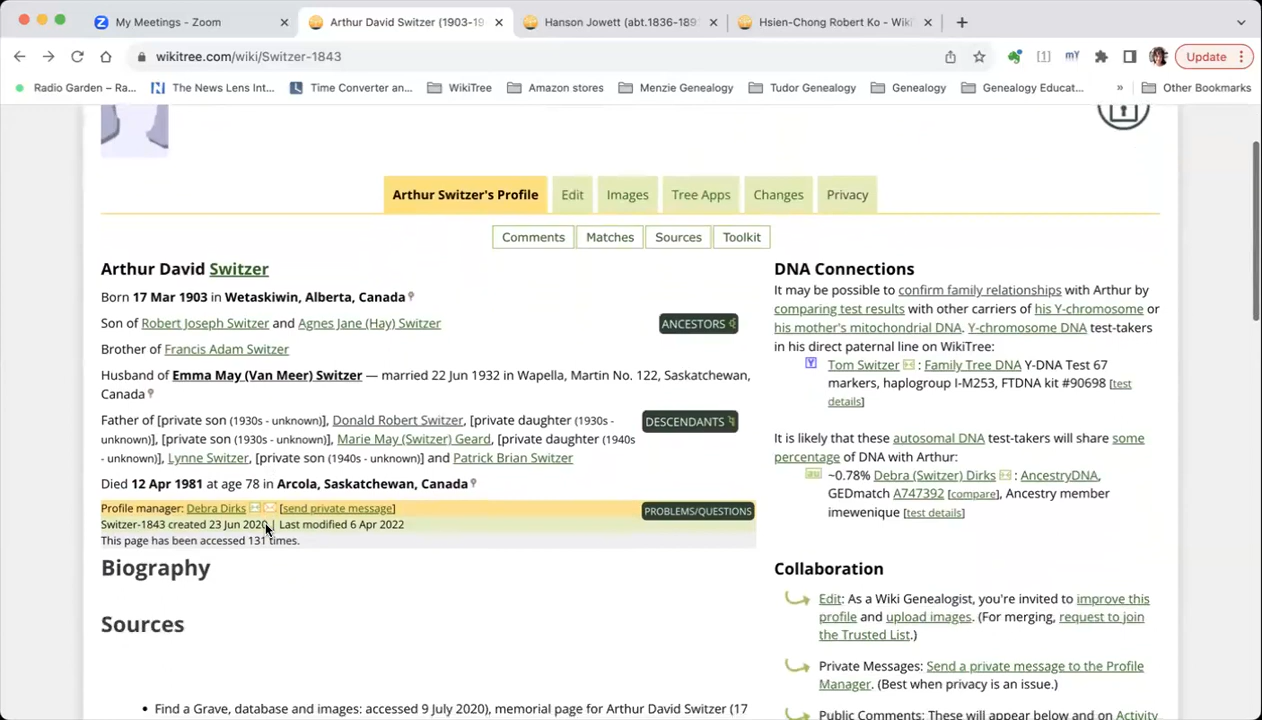 My Meetings - Zoom
Arthur David Switzer (1903-19
Hanson Jowett (abt.1836-189
Hsien-Chong Robert Ko - Wiki
wikitree.com/wiki/Switzer-1843
Update
Radio Garden – Ra...
The News Lens Int...
Time Converter an...
WikiTree
Amazon stores
Menzie Genealogy
Tudor Genealogy
Genealogy
Genealogy Educat...
»
Other Bookmarks
Arthur Switzer's Profile
Edit
Images
Tree Apps
Changes
Privacy
Comments
Matches
Sources
Toolkit
Arthur David Switzer
Born 17 Mar 1903 in Wetaskiwin, Alberta, Canada
Son of Robert Joseph Switzer and Agnes Jane (Hay) Switzer
ANCESTORS
Brother of Francis Adam Switzer
Husband of Emma May (Van Meer) Switzer — married 22 Jun 1932 in Wapella, Martin No. 122, Saskatchewan,
Canada
Father of [private son (1930s - unknown)], Donald Robert Switzer, [private daughter (1930s -
unknown)], [private son (1930s - unknown)], Marie May (Switzer) Geard, [private daughter (1940s
- unknown)], Lynne Switzer, [private son (1940s - unknown)] and Patrick Brian Switzer
DESCENDANTS
Died 12 Apr 1981 at age 78 in Arcola, Saskatchewan, Canada
Profile manager: Debra Dirks [send private message]
PROBLEMS/QUESTIONS
Switzer-1843 created 23 Jun 2020 | Last modified 6 Apr 2022
This page has been accessed 131 times.
Biography
Sources
• Find a Grave, database and images: accessed 9 July 2020), memorial page for Arthur David Switzer (17
DNA Connections
It may be possible to confirm family relationships with Arthur by
comparing test results with other carriers of his Y-chromosome or
his mother's mitochondrial DNA. Y-chromosome DNA test-takers
in his direct paternal line on WikiTree:
Y Tom Switzer : Family Tree DNA Y-DNA Test 67
markers, haplogroup I-M253, FTDNA kit #90698 [test
details]
It is likely that these autosomal DNA test-takers will share some
percentage of DNA with Arthur:
au ~0.78% Debra (Switzer) Dirks : AncestryDNA,
GEDmatch A747392 [compare], Ancestry member
imewenique [test details]
Collaboration
Edit: As a Wiki Genealogist, you're invited to improve this
profile and upload images. (For merging, request to join
the Trusted List.)
Private Messages: Send a private message to the Profile
Manager. (Best when privacy is an issue.)
Public Comments: These will appear below and on Activity